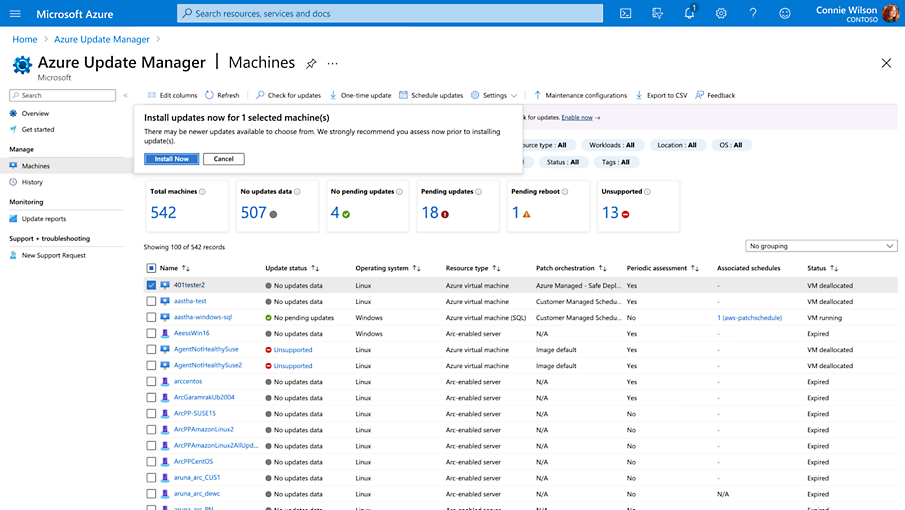 Microsoft Azure
Search resources, services and docs
1
Connie Wilson
CONTOSO
Home > Azure Update Manager >
Azure Update Manager | Machines
Microsoft
Search
Overview
Get started
Manage
Machines
History
Monitoring
Update reports
Support + troubleshooting
New Support Request
Edit columns Refresh Check for updates One-time update Schedule updates Settings Maintenance configurations Export to CSV Feedback
Install updates now for 1 selected machine(s)
There may be newer updates available to choose from. We strongly recommend you assess now prior to installing
update(s).
Install Now Cancel
k for updates. Enable now →
ource type : All Workloads : All Location : All OS : All
Status : All Tags : All
Total machines No updates data No pending updates Pending updates Pending reboot Unsupported
542 507 4 18 1 13
Showing 100 of 542 records
No grouping
Name ↑↓ Update status ↑↓ Operating system ↑↓ Resource type ↑↓ Patch orchestration ↑↓ Periodic assessment ↑↓ Associated schedules Status ↑↓
401tester2 No updates data Linux Azure virtual machine Azure Managed - Safe Depl... Yes - VM deallocated
aastha-test No updates data Linux Azure virtual machine Customer Managed Schedu... Yes - VM deallocated
aastha-windows-sql No pending updates Windows Azure virtual machine (SQL) Customer Managed Schedu... No 1 (aws-patchschedule) VM running
AeessWin16 No updates data Windows Arc-enabled server N/A Yes - Expired
AgentNotHealthySuse Unsupported Linux Azure virtual machine Image default Yes - VM deallocated
AgentNotHealthySuse2 Unsupported Linux Azure virtual machine Image default Yes - VM deallocated
arccentos No updates data Linux Arc-enabled server N/A Yes - Expired
ArcGaramrakUb2004 No updates data Linux Arc-enabled server N/A Yes - Expired
ArcPP-SUSE15 No updates data Linux Arc-enabled server N/A No - Expired
ArcPPAmazonLinux2 No updates data Linux Arc-enabled server N/A No - Expired
ArcPPAmazonLinux2AllUpd... No updates data Linux Arc-enabled server N/A No - Expired
ArcPPCentOS No updates data Linux Arc-enabled server N/A No - Expired
aruna_arc_CUS1 No updates data Linux Arc-enabled server N/A No - Expired
aruna_arc_dewc No updates data Linux Arc-enabled server N/A No N/A Expired
No updates data Linux Arc-enabled server N/A No Expired